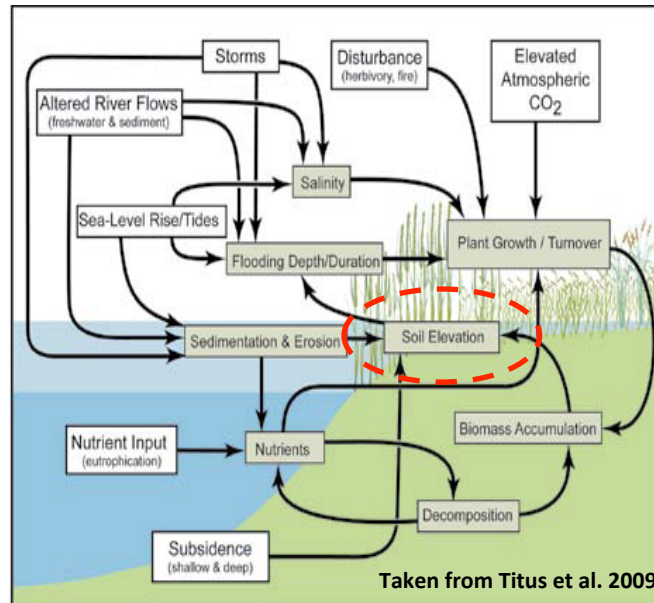 Storms
Disturbance
(herbivory, fire)
Elevated
Atmospheric
CO2
Altered River Flows
(freshwater & sediment)
Salinity
Sea-Level Rise/Tides
Plant Growth / Turnover
Flooding Depth/Duration
Sedimentation & Erosion
Soil Elevation
Nutrient Input
(eutrophication)
Nutrients
Biomass Accumulation
Decomposition
Subsidence
(shallow & deep)
Taken from Titus et al. 2009